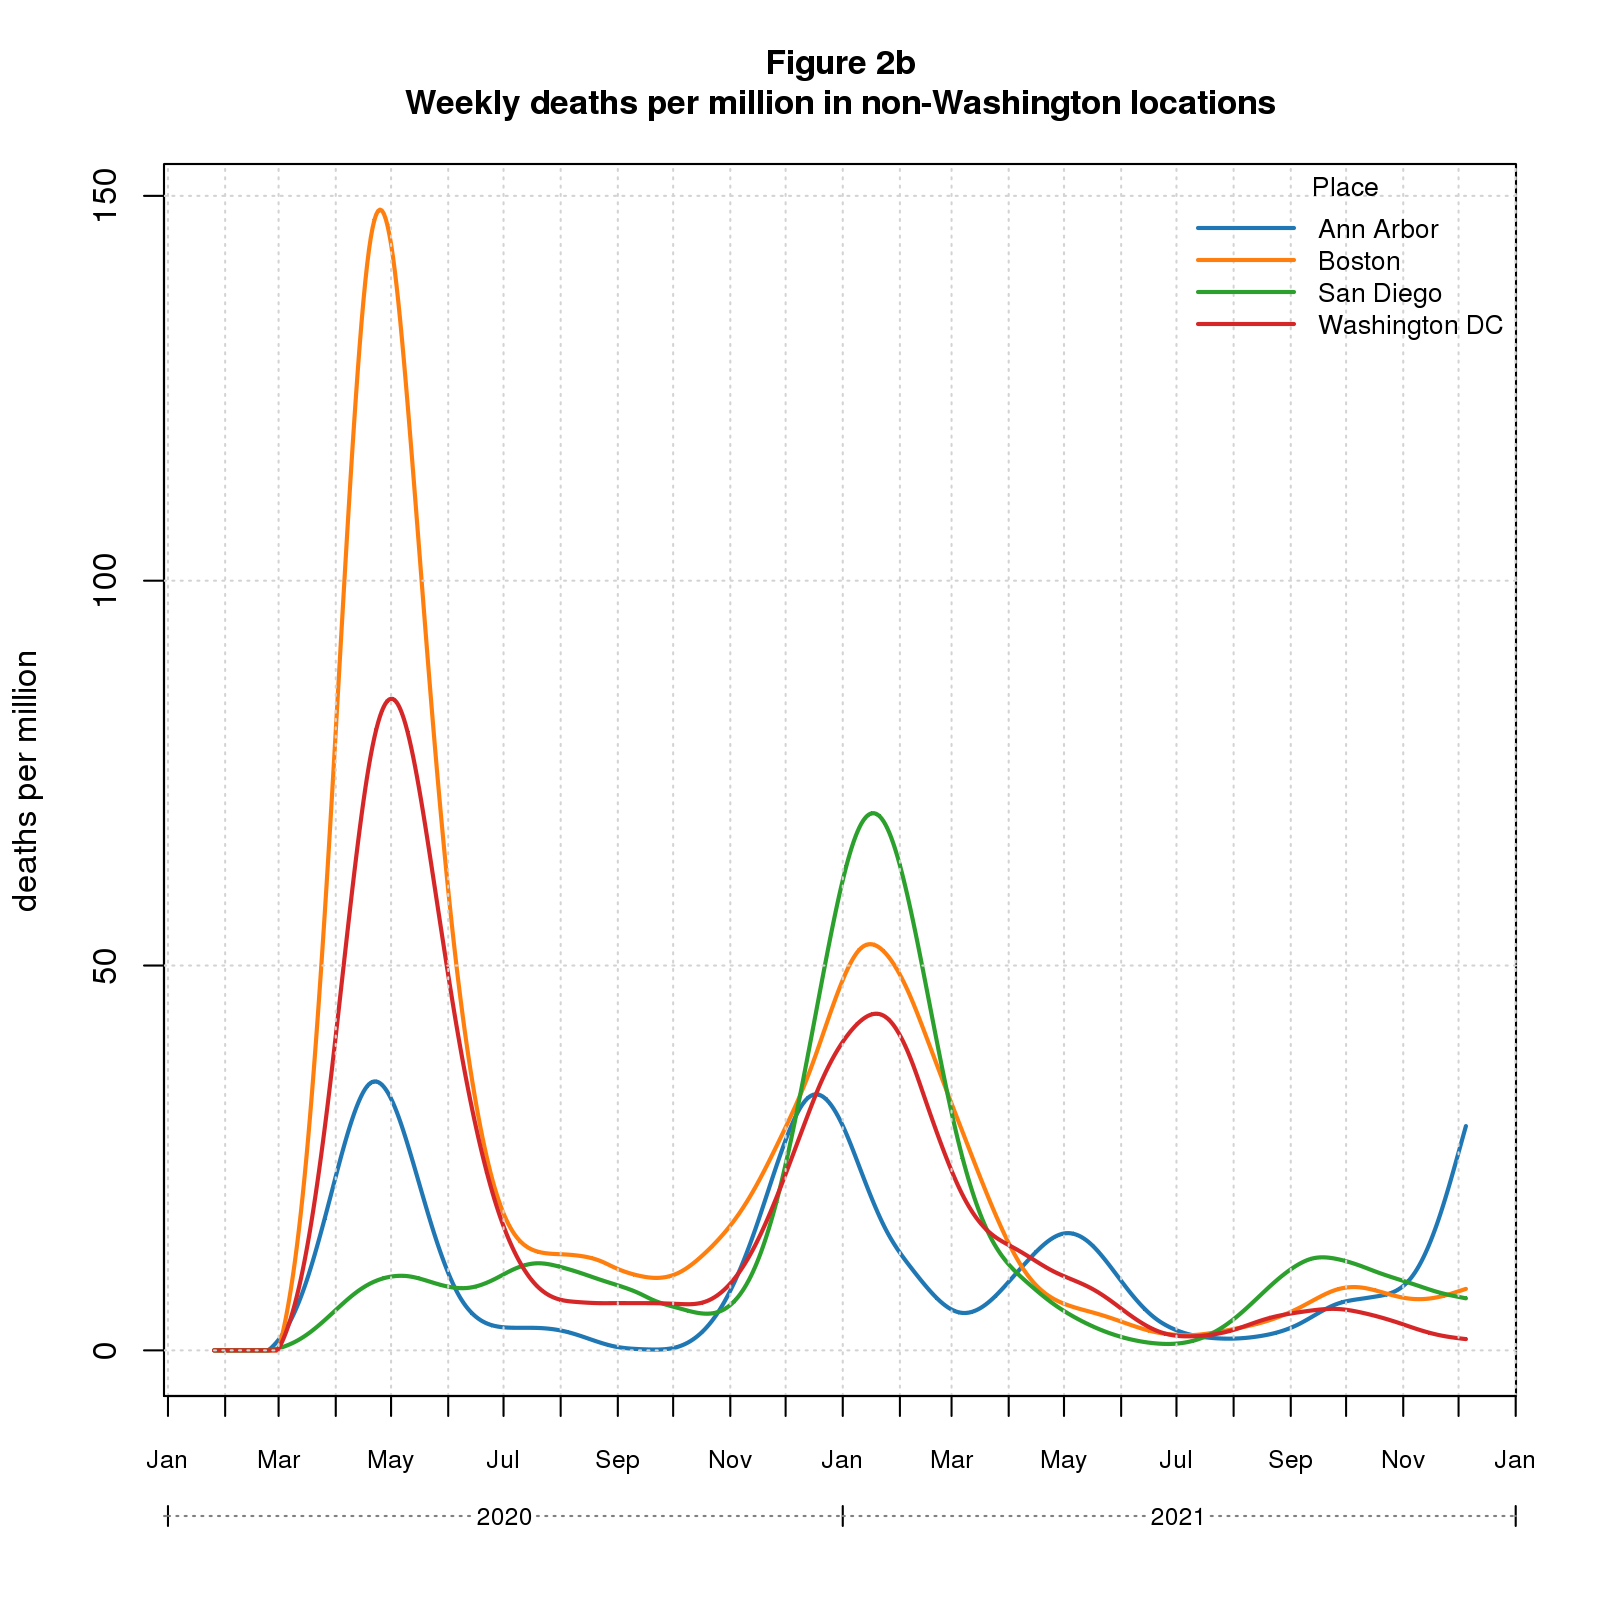 Figure 2b
Weekly deaths per million in non-Washington locations
Place
Ann Arbor
Boston
San Diego
Washington DC
150
100
50
0
deaths per million
Jan Mar May Jul Sep Nov Jan Mar May Jul Sep Nov Jan
2020 2021